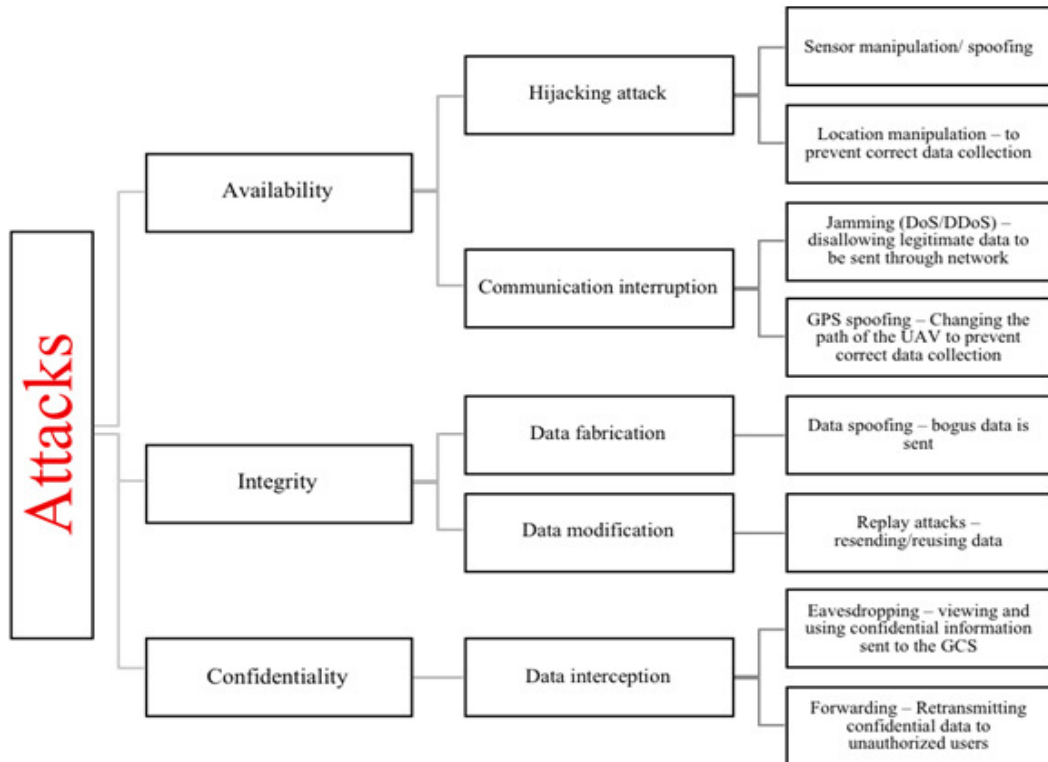 Attacks
Availability
Hijacking attack
Sensor manipulation/ spoofing
Location manipulation – to
prevent correct data collection
Communication interruption
Jamming (DoS/DDoS) –
disallowing legitimate data to
be sent through network
GPS spoofing – Changing the
path of the UAV to prevent
correct data collection
Integrity
Data fabrication
Data spoofing – bogus data is
sent
Data modification
Replay attacks –
resending/reusing data
Confidentiality
Data interception
Eavesdropping – viewing and
using confidential information
sent to the GCS
Forwarding – Retransmitting
confidential data to
unauthorized users